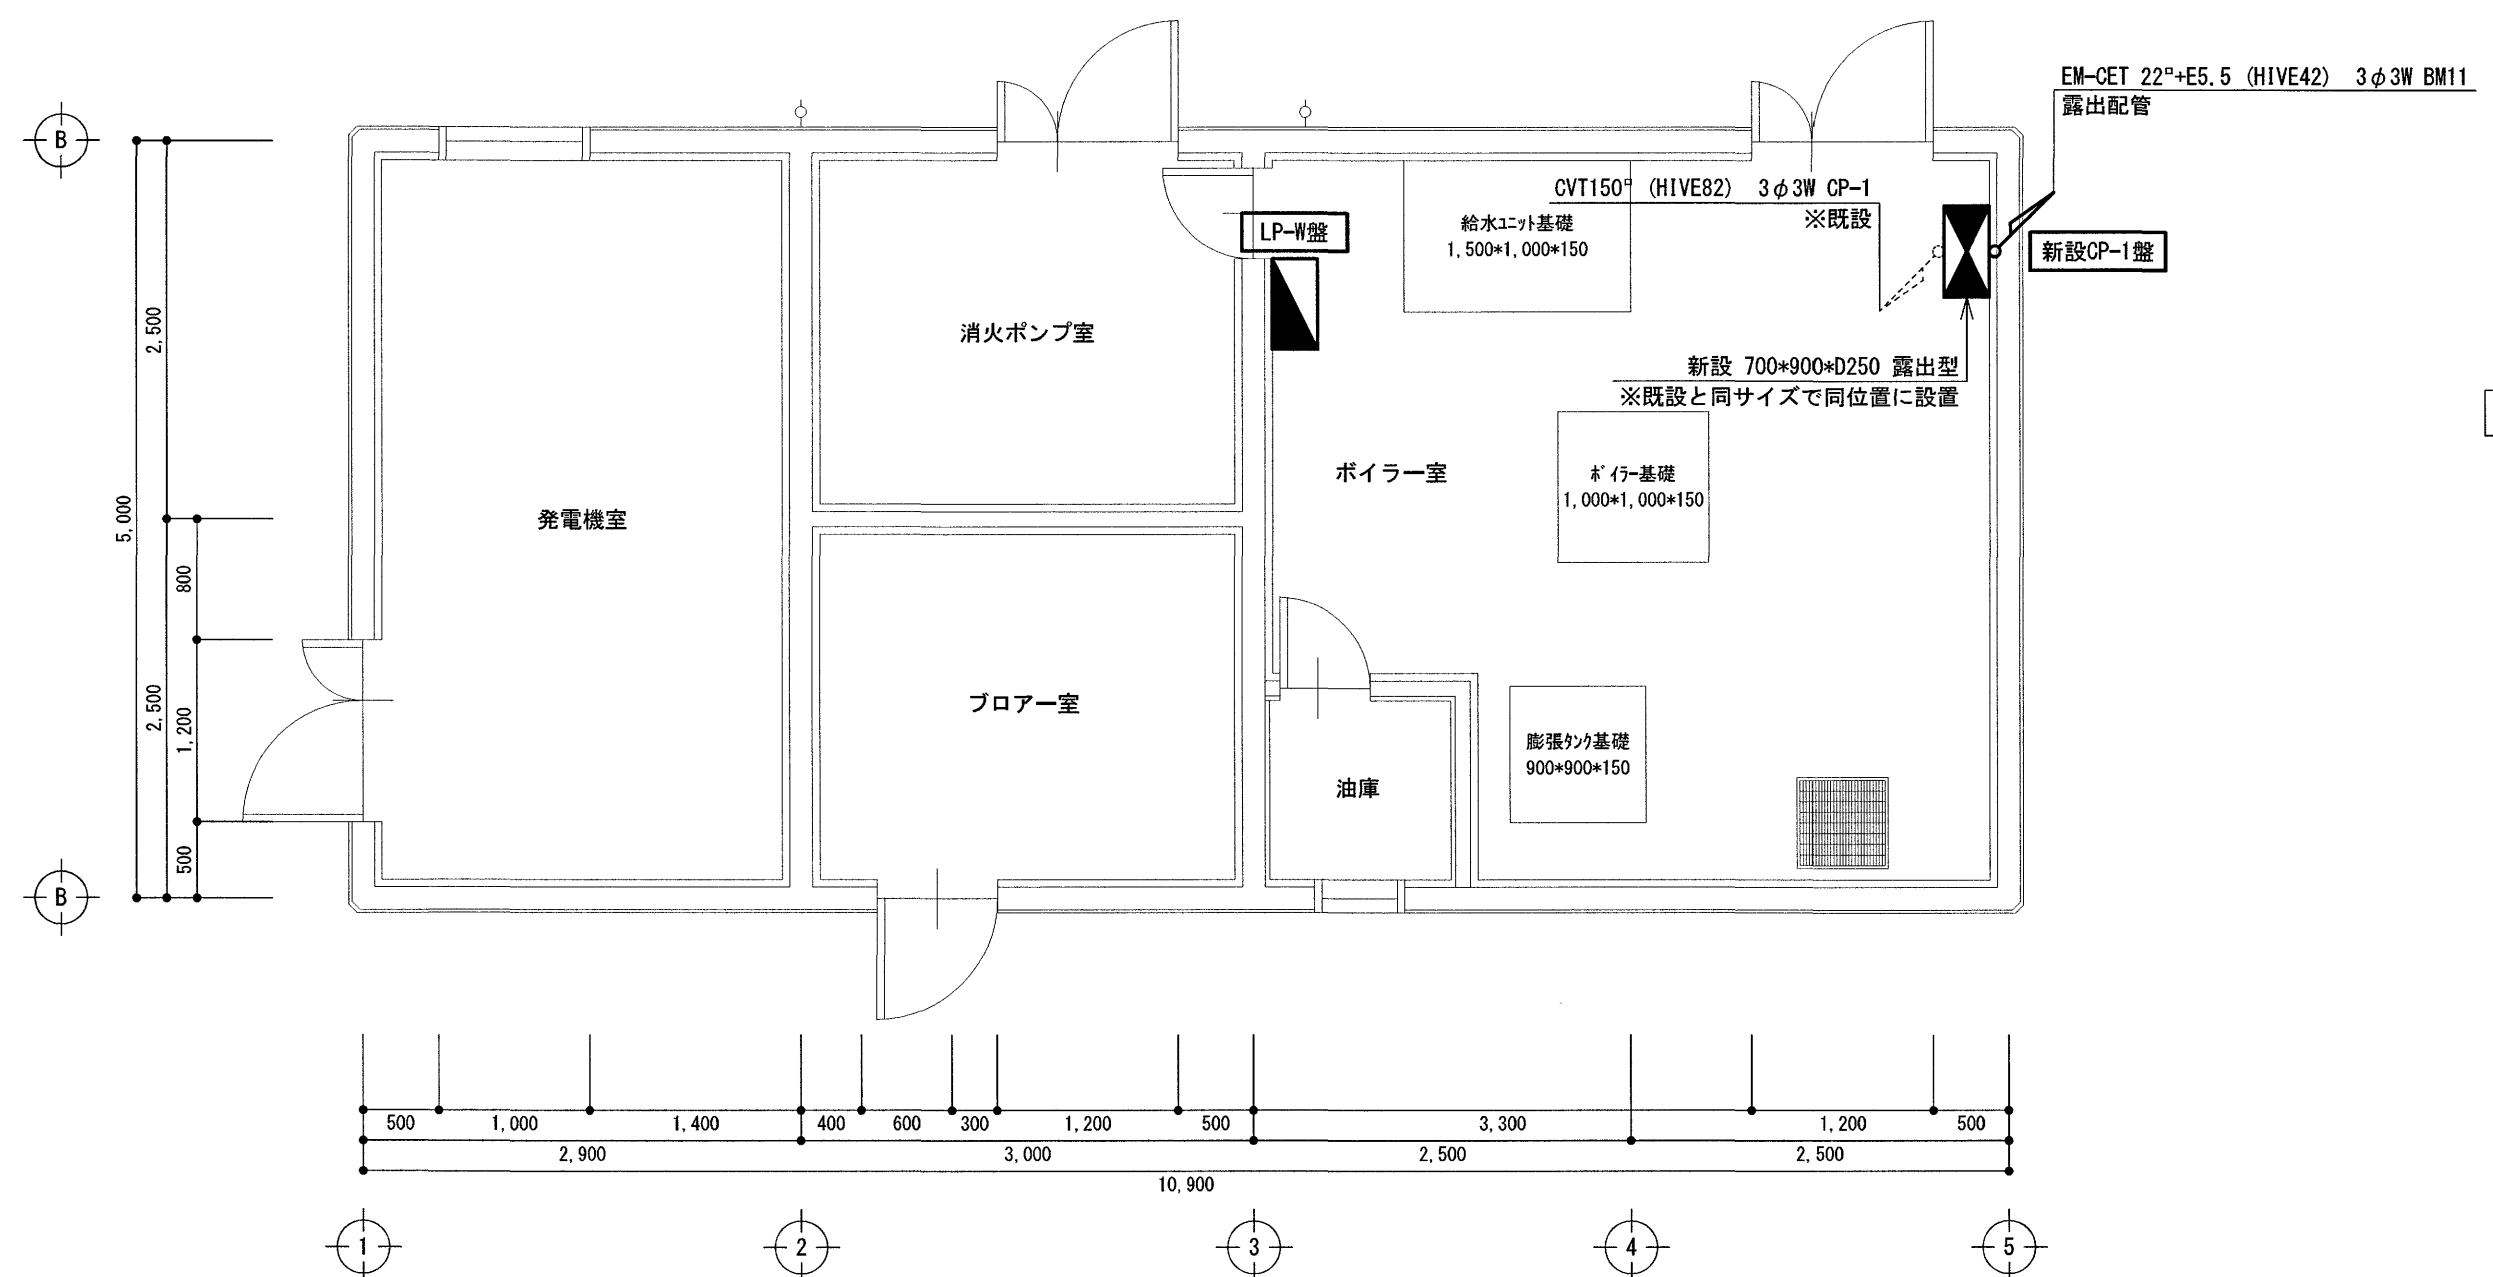 EM-CET 22□+E5.5 (HIVE42) 3φ3W BM11
露出配管
B
CVT150□ (HIVE82) 3φ3W CP-1
※既設
給水ユニット基礎
1,500*1,000*150
LP-W盤
新設CP-1盤
消火ポンプ室
新設 700*900*D250 露出型
※既設と同サイズで同位置に設置
ボイラー室
ボイラー基礎
1,000*1,000*150
発電機室
ブロアー室
膨張タンク基礎
900*900*150
油庫
2,500
5,000
800
2,500
1,200
500
B
500 1,000 1,400 400 600 300 1,200 500 3,300 1,200 500
2,900 3,000 2,500 2,500
10,900
1 2 3 4 5